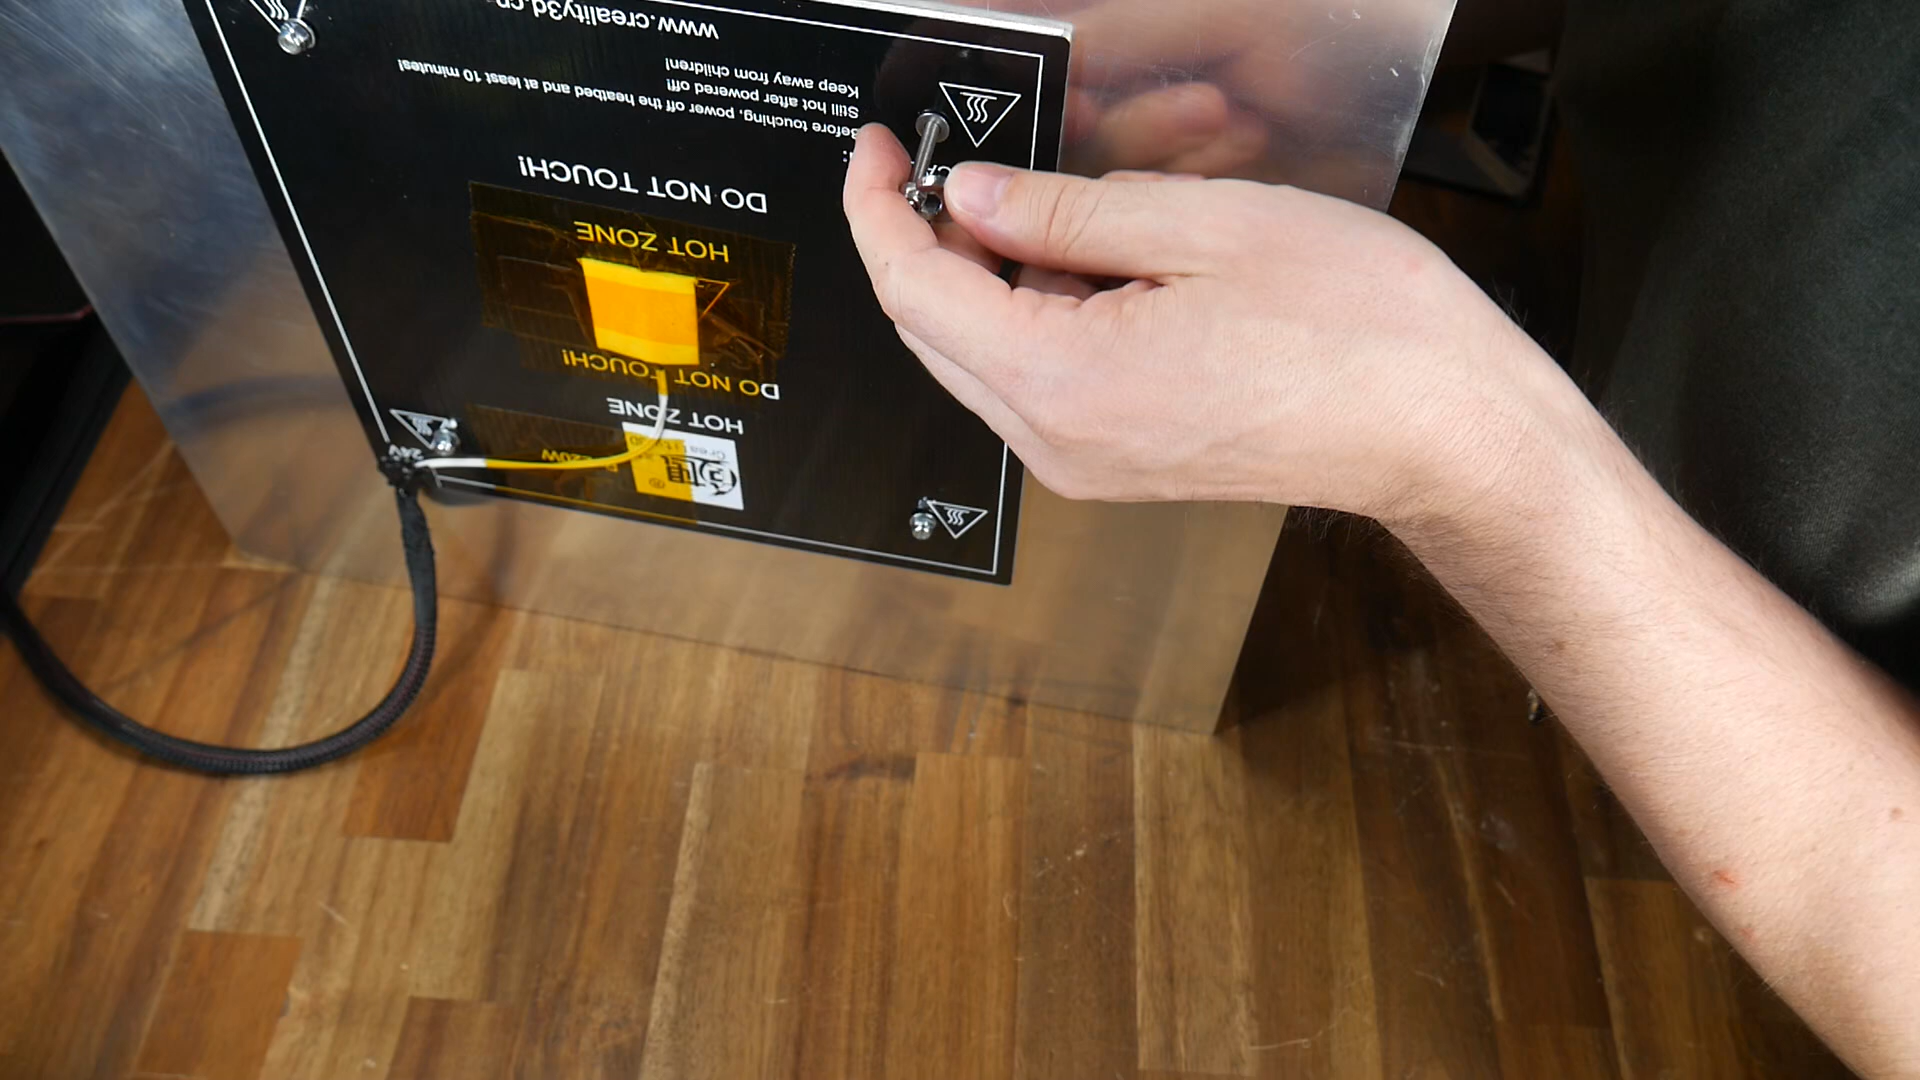 24V
HOT ZONE
DO NOT TOUCH!
HOT ZONE
DO NOT TOUCH!
Before touching, power off the heatbed and at least 10 minutes!
Still hot after powered off!
Keep away from children!
www.creality3d.cn